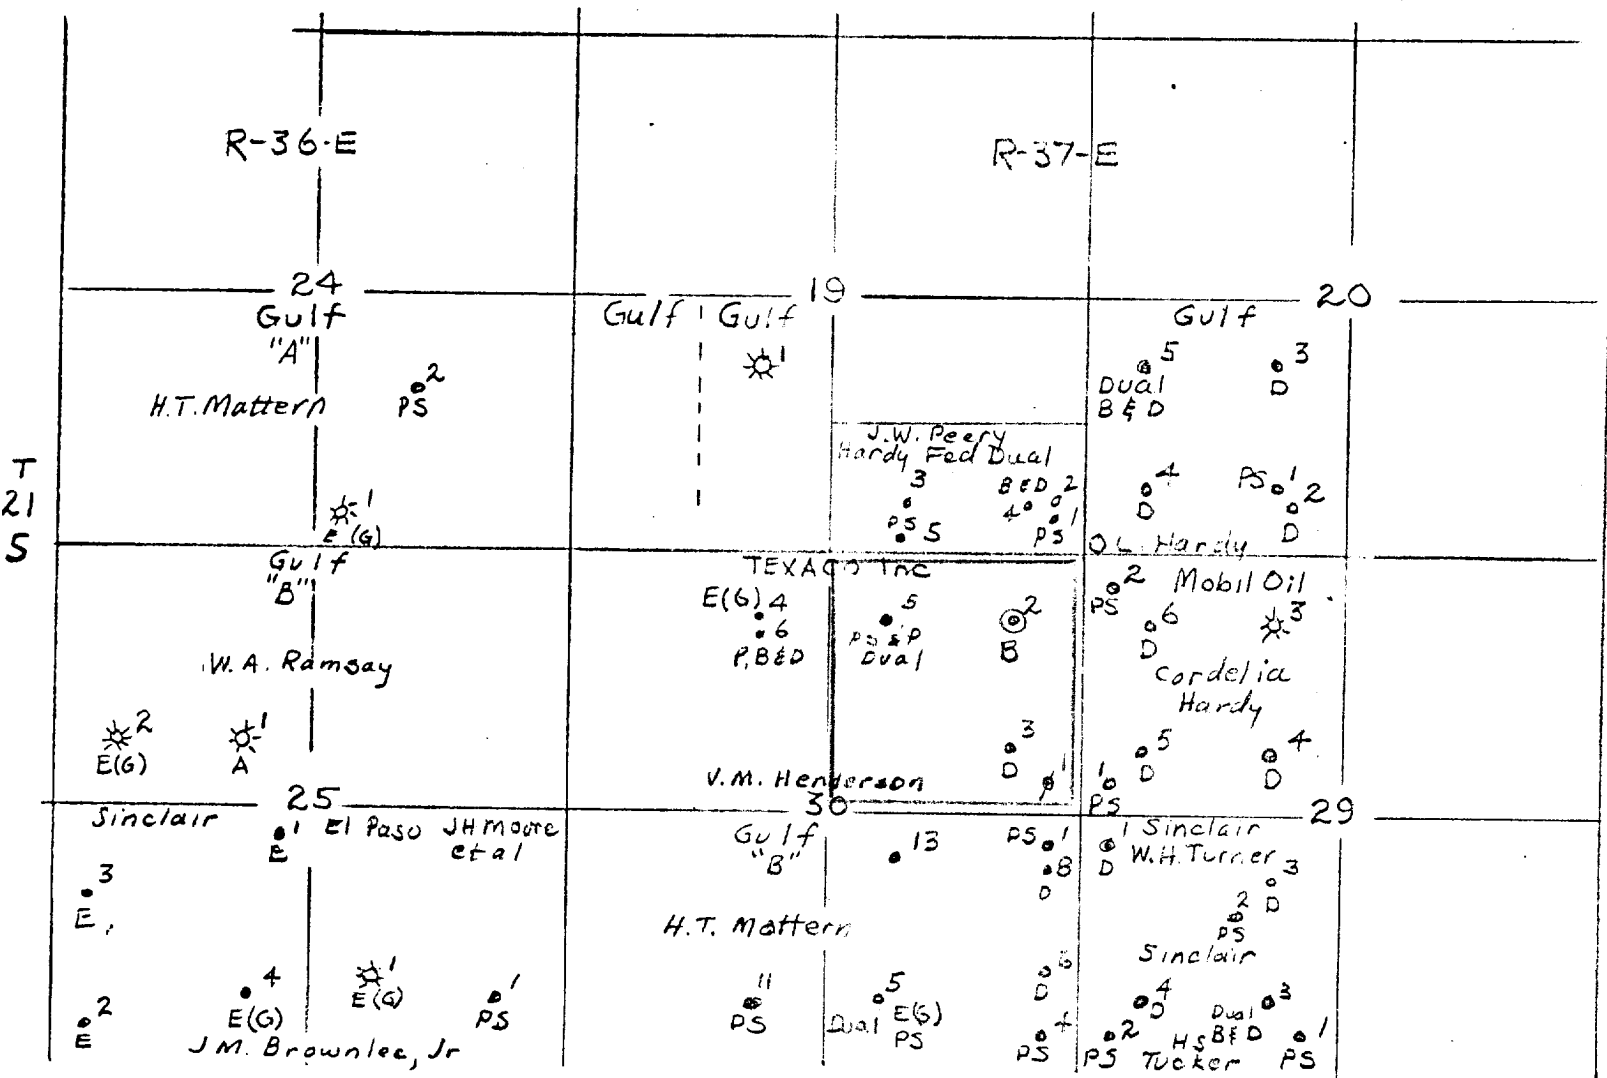 R-36-E
R-37-E
T
21
S
24
Gulf
"A"
H.T. Mattern
2
PS
1
E(G)
19
Gulf
Gulf
1
J.W. Peery
Hardy Fed Dual
B & D
3
PS
5
4
2
PS 1
20
Gulf
5
Dual
B & D
3
D
4
D
PS 1
2
D
O.L. Hardy
Gulf
"B"
W.A. Ramsay
2
E(G)
1
A
TEXACO Inc
E(G) 4
6
P, B & D
5
PS & P
Dual
2
B
3
D
1
V.M. Henderson
Mobil Oil
2
PS
6
D
3
Cordelia
Hardy
5
D
4
D
1
PS
25
Sinclair
1
E
El Paso
JH Moore
et al
3
E
2
E
4
E(G)
1
E(G)
1
PS
J.M. Brownlee, Jr
30
Gulf
"B"
13
PS 1
8
D
H.T. Mattern
11
PS
5
Dual E(G)
PS
6
D
4
PS
29
1 Sinclair
D W.H. Turner
3
D
2
PS
Sinclair
4
D
3
Dual
B & D
2
PS
HS
Tucker
1
PS